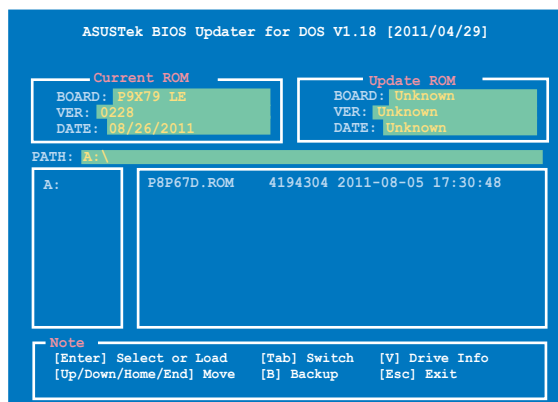 ASUSTek BIOS Updater for DOS V1.18 [2011/04/29]
Current ROM
BOARD: P9X79 LE
VER: 0228
DATE: 08/26/2011
Update ROM
BOARD: Unknown
VER: Unknown
DATE: Unknown
PATH: A:\
A:
P8P67D.ROM 4194304 2011-08-05 17:30:48
Note
[Enter] Select or Load [Tab] Switch [V] Drive Info
[Up/Down/Home/End] Move [B] Backup [Esc] Exit